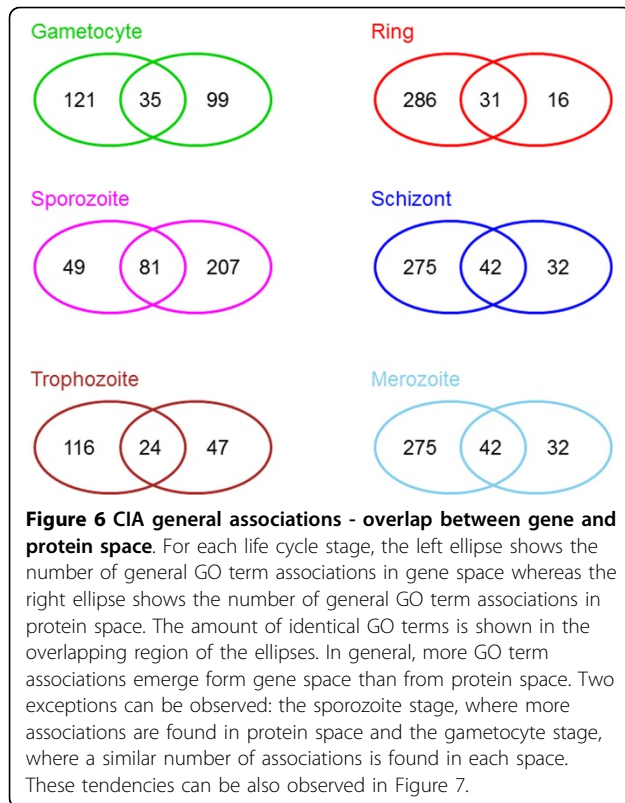 Gametocyte
Ring
121 35 99
286 31 16
Sporozoite
Schizont
49 81 207
275 42 32
Trophozoite
Merozoite
116 24 47
275 42 32
Figure 6 CIA general associations - overlap between gene and
protein space. For each life cycle stage, the left ellipse shows the
number of general GO term associations in gene space whereas the
right ellipse shows the number of general GO term associations in
protein space. The amount of identical GO terms is shown in the
overlapping region of the ellipses. In general, more GO term
associations emerge form gene space than from protein space. Two
exceptions can be observed: the sporozoite stage, where more
associations are found in protein space and the gametocyte stage,
where a similar number of associations is found in each space.
These tendencies can be also observed in Figure 7.